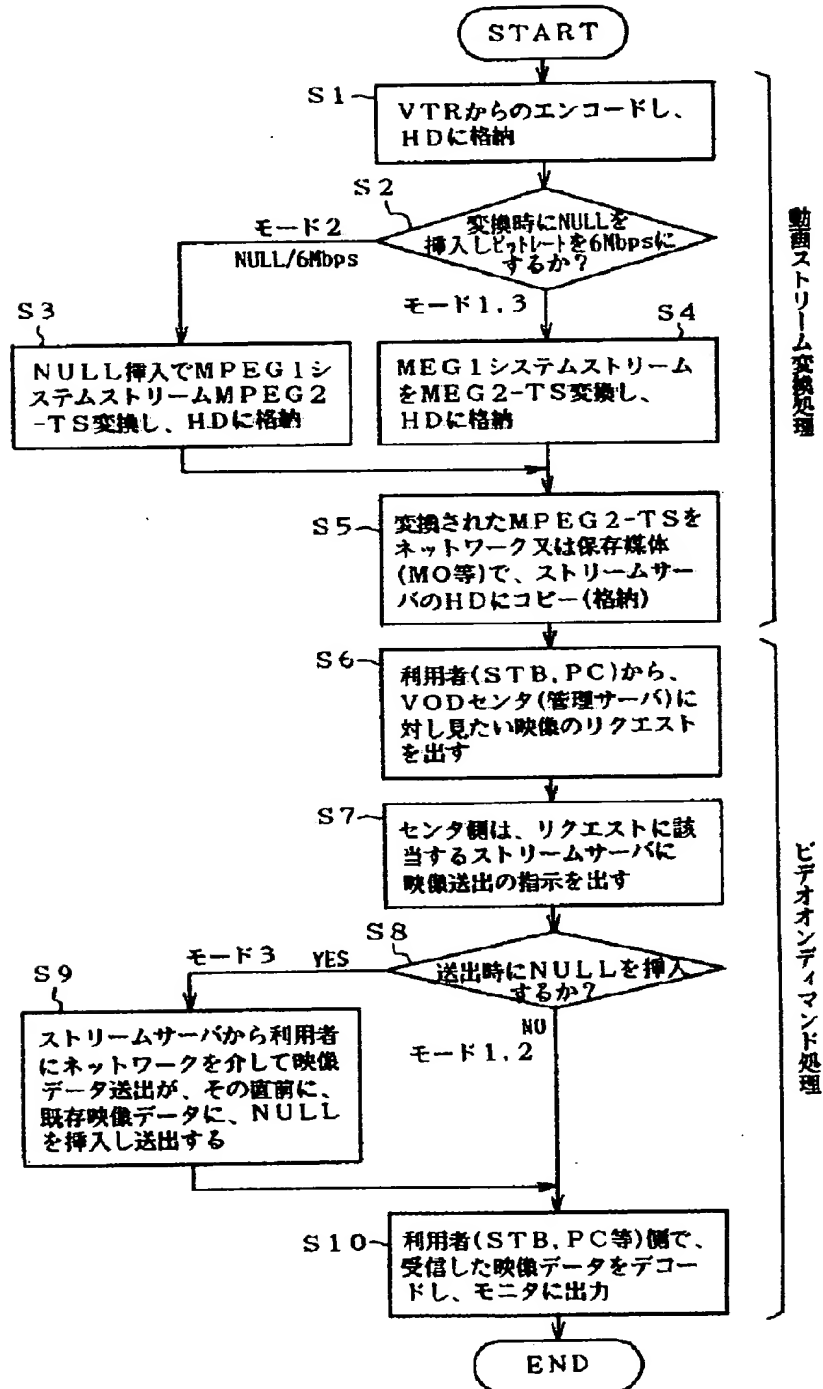 START
S1
VTRからのエンコードし、
HDに格納
S2
変換時にNULLを
挿入しビットレートを6Mbpsに
するか?
モード2
NULL/6Mbps
モード1,3
S3
NULL挿入でMPEG1シ
ステムストリームMPEG2
-TS変換し、HDに格納
S4
MEG1システムストリーム
をMEG2-TS変換し、
HDに格納
S5
変換されたMPEG2-TSを
ネットワーク又は保存媒体
(MO等)で、ストリームサー
バのHDにコピー(格納)
動画ストリーム変換処理
S6
利用者(STB,PC)から、
VODセンタ(管理サーバ)に
対し見たい映像のリクエスト
を出す
S7
センタ側は、リクエストに該
当するストリームサーバに
映像送出の指示を出す
S8
送出時にNULLを挿入
するか?
モード3 YES
NO
モード1,2
S9
ストリームサーバから利用者
にネットワークを介して映像
データ送出が、その直前に、
既存映像データに、NULL
を挿入し送出する
S10
利用者(STB,PC等)側で、
受信した映像データをデコー
ドし、モニタに出力
ビデオオンディマンド処理
END